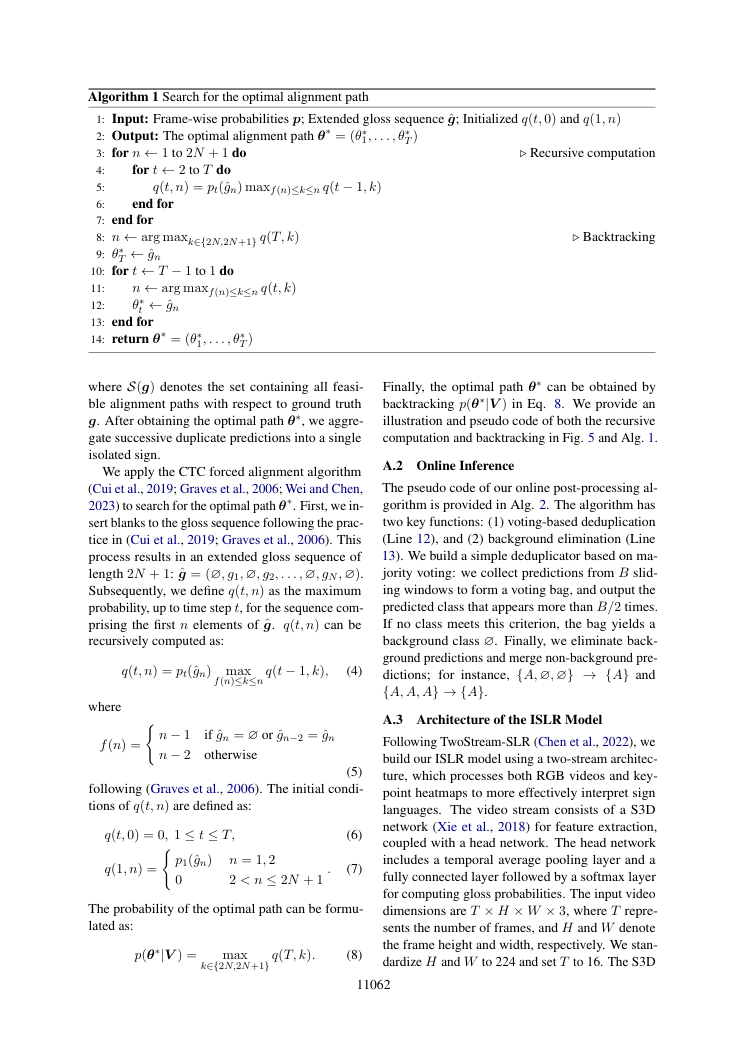 Algorithm 1 Search for the optimal alignment path
1: Input: Frame-wise probabilities p; Extended gloss sequence ĝ; Initialized q(t, 0) and q(1, n)
2: Output: The optimal alignment path θ* = (θ*₁, . . . , θ*_T)
3: for n ← 1 to 2N + 1 do ▷ Recursive computation
4: for t ← 2 to T do
5: q(t, n) = p_t(ĝ_n) max_{f(n)≤k≤n} q(t − 1, k)
6: end for
7: end for
8: n ← arg max_{k∈{2N,2N+1}} q(T, k) ▷ Backtracking
9: θ*_T ← ĝ_n
10: for t ← T − 1 to 1 do
11: n ← arg max_{f(n)≤k≤n} q(t, k)
12: θ*_t ← ĝ_n
13: end for
14: return θ* = (θ*₁, . . . , θ*_T)
where S(g) denotes the set containing all feasi-
ble alignment paths with respect to ground truth
g. After obtaining the optimal path θ*, we aggre-
gate successive duplicate predictions into a single
isolated sign.
We apply the CTC forced alignment algorithm
(Cui et al., 2019; Graves et al., 2006; Wei and Chen,
2023) to search for the optimal path θ*. First, we in-
sert blanks to the gloss sequence following the prac-
tice in (Cui et al., 2019; Graves et al., 2006). This
process results in an extended gloss sequence of
length 2N + 1: ĝ = (∅, g₁, ∅, g₂, . . . , ∅, g_N, ∅).
Subsequently, we define q(t, n) as the maximum
probability, up to time step t, for the sequence com-
prising the first n elements of ĝ. q(t, n) can be
recursively computed as:
q(t, n) = p_t(ĝ_n) max_{f(n)≤k≤n} q(t − 1, k), (4)
where
f(n) = { n − 1 if ĝ_n = ∅ or ĝ_{n−2} = ĝ_n
n − 2 otherwise
(5)
following (Graves et al., 2006). The initial condi-
tions of q(t, n) are defined as:
q(t, 0) = 0, 1 ≤ t ≤ T, (6)
q(1, n) = { p₁(ĝ_n) n = 1, 2
0 2 < n ≤ 2N + 1 . (7)
The probability of the optimal path can be formu-
lated as:
p(θ*|V) = max_{k∈{2N,2N+1}} q(T, k). (8)
Finally, the optimal path θ* can be obtained by
backtracking p(θ*|V) in Eq. 8. We provide an
illustration and pseudo code of both the recursive
computation and backtracking in Fig. 5 and Alg. 1.
A.2 Online Inference
The pseudo code of our online post-processing al-
gorithm is provided in Alg. 2. The algorithm has
two key functions: (1) voting-based deduplication
(Line 12), and (2) background elimination (Line
13). We build a simple deduplicator based on ma-
jority voting: we collect predictions from B slid-
ing windows to form a voting bag, and output the
predicted class that appears more than B/2 times.
If no class meets this criterion, the bag yields a
background class ∅. Finally, we eliminate back-
ground predictions and merge non-background pre-
dictions; for instance, {A, ∅, ∅} → {A} and
{A, A, A} → {A}.
A.3 Architecture of the ISLR Model
Following TwoStream-SLR (Chen et al., 2022), we
build our ISLR model using a two-stream architec-
ture, which processes both RGB videos and key-
point heatmaps to more effectively interpret sign
languages. The video stream consists of a S3D
network (Xie et al., 2018) for feature extraction,
coupled with a head network. The head network
includes a temporal average pooling layer and a
fully connected layer followed by a softmax layer
for computing gloss probabilities. The input video
dimensions are T × H × W × 3, where T repre-
sents the number of frames, and H and W denote
the frame height and width, respectively. We stan-
dardize H and W to 224 and set T to 16. The S3D
11062